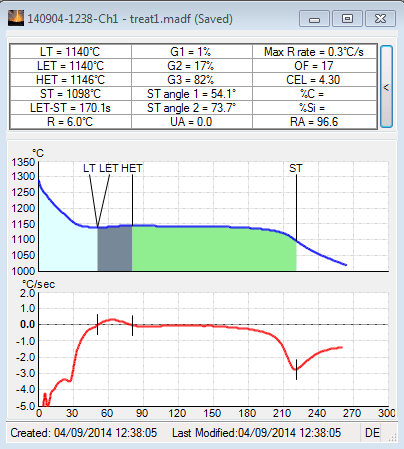 140904-1238-Ch1 - treat1.madf (Saved)
LT = 1140°C G1 = 1% Max R rate = 0.3°C/s
LET = 1140°C G2 = 17% OF = 17
HET = 1146°C G3 = 82% CEL = 4.30
ST = 1098°C ST angle 1 = 54.1° %C =
LET-ST = 170.1s ST angle 2 = 73.7° %Si =
R = 6.0°C UA = 0.0 RA = 96.6
<
°C
1350
LT LET HET ST
1300
1250
1200
1150
1100
1050
1000
°C/sec
2.0
1.0
0.0
-1.0
-2.0
-3.0
-4.0
-5.0
0 30 60 90 120 150 180 210 240 270 300
Created: 04/09/2014 12:38:05 Last Modified:04/09/2014 12:38:05 DE